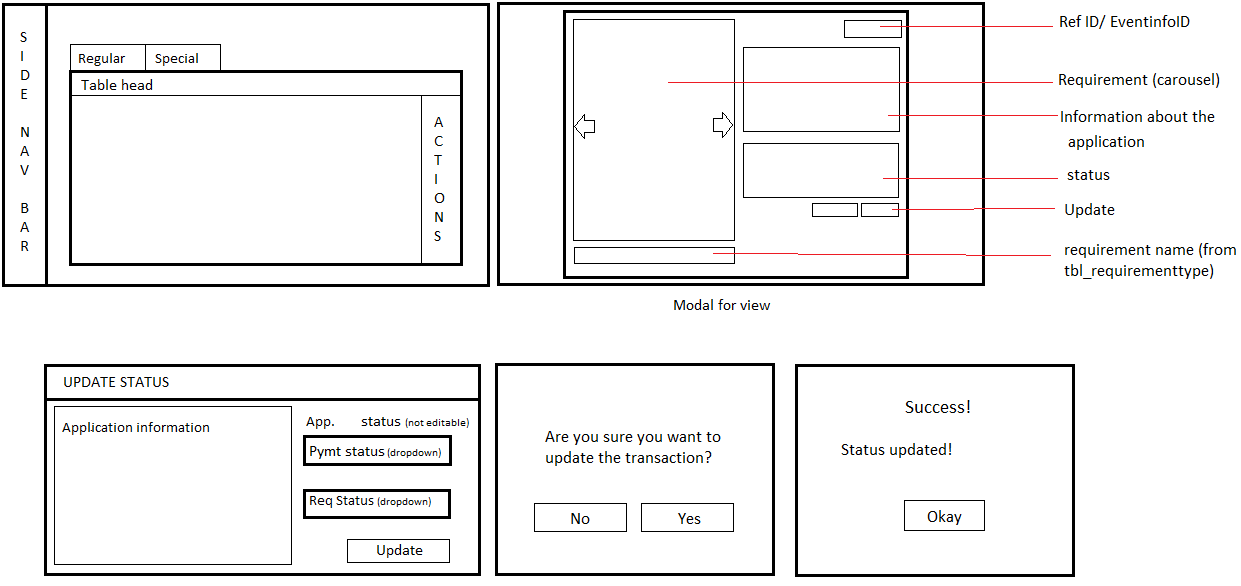 SIDE NAV BAR
Regular
Special
Table head
ACTIONS
Ref ID/ EventinfoID
Requirement (carousel)
Information about the
application
status
Update
requirement name (from
tbl_requirementtype)
Modal for view
UPDATE STATUS
Application information
App. status (not editable)
Pymt status (dropdown)
Req Status (dropdown)
Update
Are you sure you want to
update the transaction?
No
Yes
Success!
Status updated!
Okay